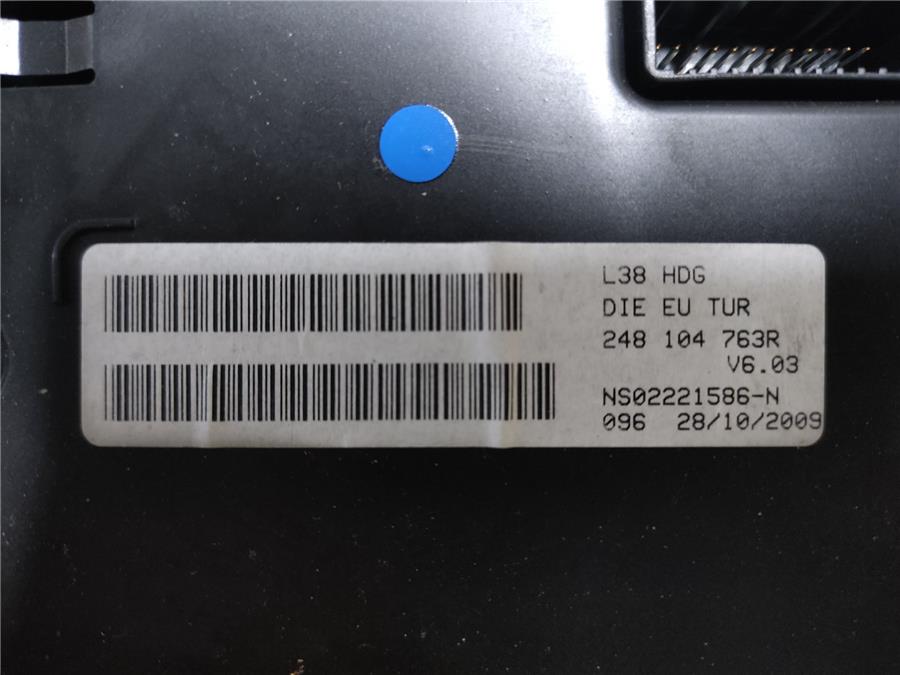 L38 HDG
DIE EU TUR
248 104 763R
V6.03
NS02221586-N
096 28/10/2009